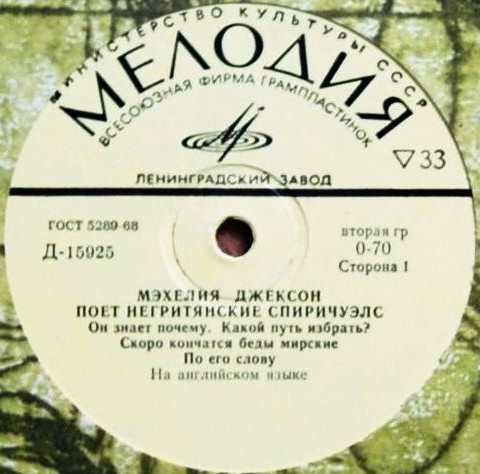 МИНИСТЕРСТВО КУЛЬТУРЫ СССР
МЕЛОДИЯ
ВСЕСОЮЗНАЯ ФИРМА ГРАМПЛАСТИНОК
▽33
ЛЕНИНГРАДСКИЙ ЗАВОД
ГОСТ 5289-68
Д-15925
вторая гр
0-70
Сторона 1
МЭХЕЛИЯ ДЖЕКСОН
ПОЕТ НЕГРИТЯНСКИЕ СПИРИЧУЭЛС
Он знает почему. Какой путь избрать?
Скоро кончатся беды мирские
По его слову
На английском языке